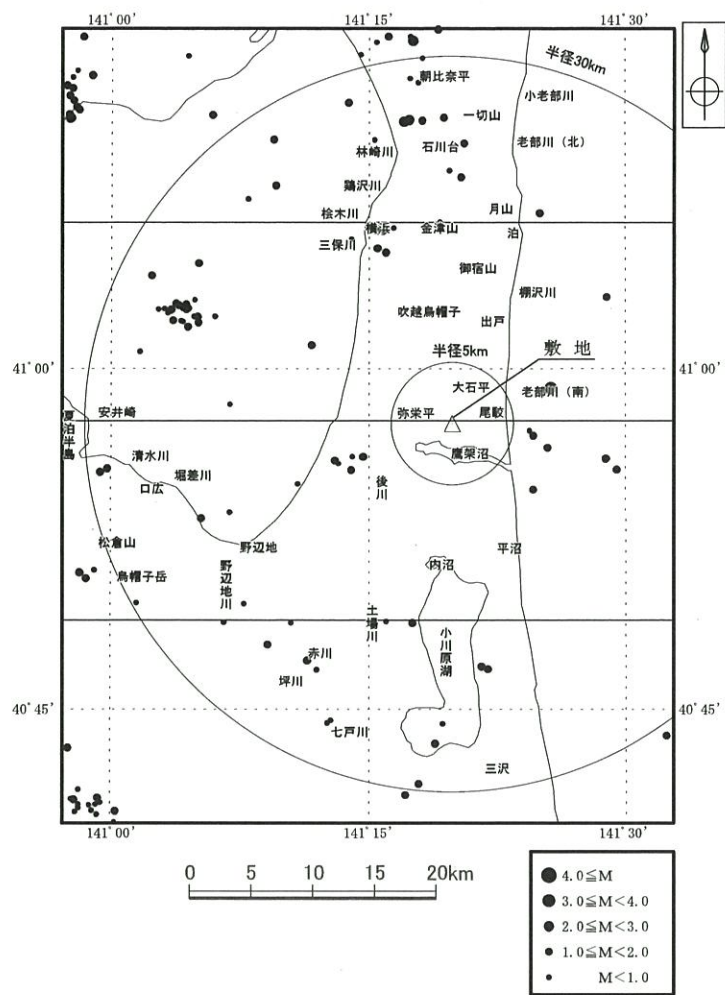 141°00' 141°15' 141°30'
半径30km
朝比奈平
小老部川
一切山
林崎川 石川台 老部川（北）
鶏沢川
桧木川 月山
横浜 金津山 泊
三保川
御宿山
棚沢川
吹越烏帽子
出戸
半径5km 敷地
41°00' 41°00'
大石平
老部川（南）
安井崎 弥栄平 尾駮
夏泊半島
清水川 鷹架沼
堀差川
口広 後川
松倉山 野辺地 平沼
烏帽子岳 野辺地川 内沼
土場川
小川原湖
赤川
坪川
40°45' 40°45'
七戸川
三沢
141°00' 141°15' 141°30'
0 5 10 15 20km
4.0≦M
3.0≦M<4.0
2.0≦M<3.0
1.0≦M<2.0
M<1.0